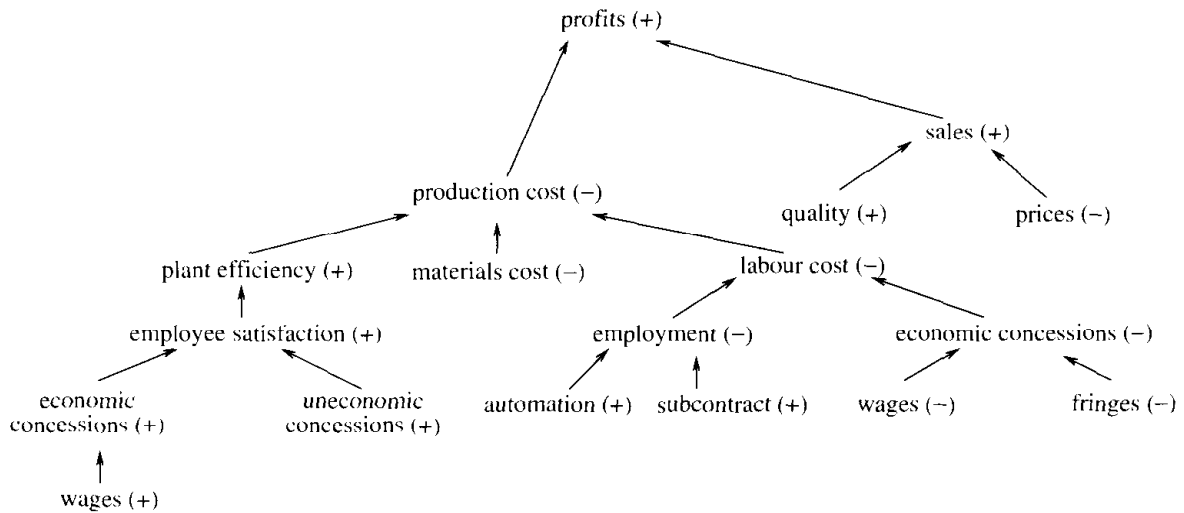 profits (+)
sales (+)
production cost (−)
quality (+)
prices (−)
plant efficiency (+)
materials cost (−)
labour cost (−)
employee satisfaction (+)
employment (−)
economic concessions (−)
economic
concessions (+)
uneconomic
concessions (+)
automation (+)
subcontract (+)
wages (−)
fringes (−)
wages (+)